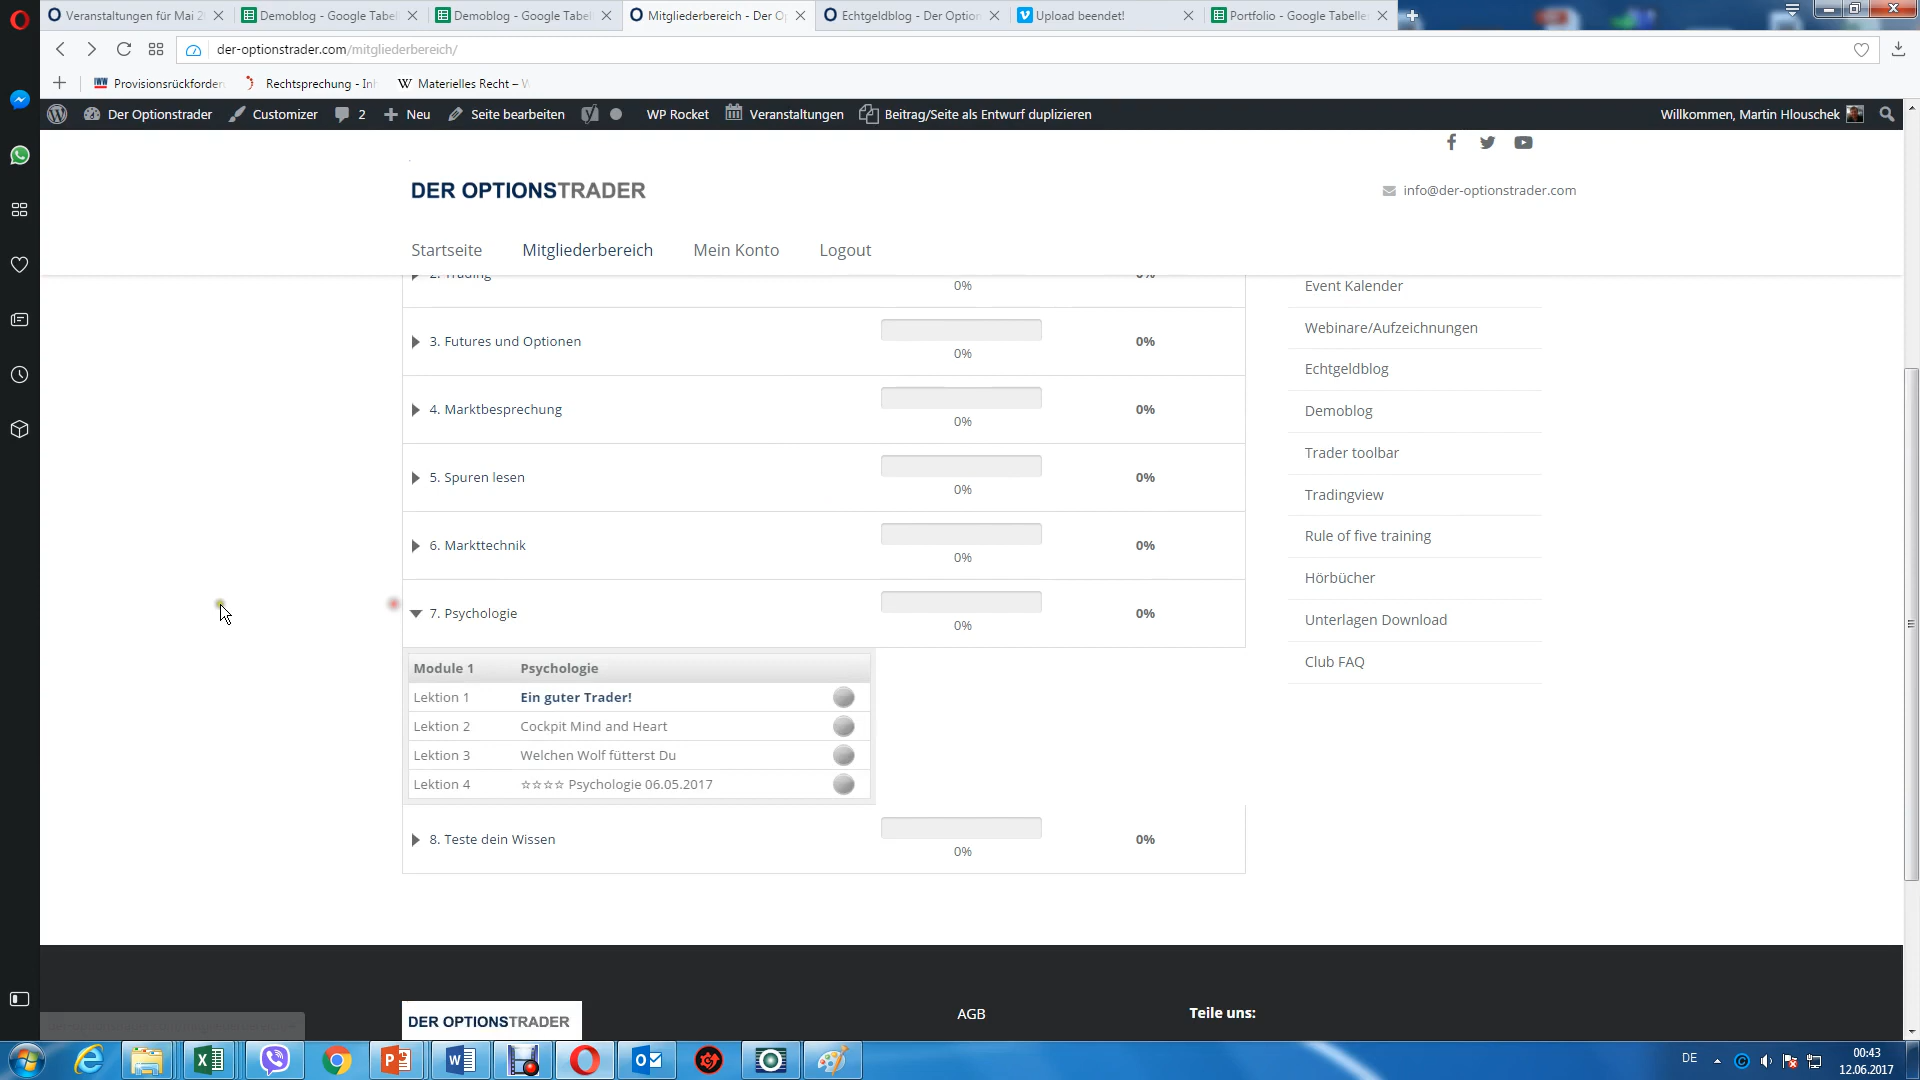 Veranstaltungen für Mai 2
Demoblog - Google Tabel
Demoblog - Google Tabel
Mitgliederbereich - Der O
Echtgeldblog - Der Option
Upload beendet!
Portfolio - Google Tabelle
der-optionstrader.com/mitgliederbereich/
Provisionsrückforder
Rechtsprechung - Inh
W Materielles Recht – W
Der Optionstrader
Customizer
2
Neu
Seite bearbeiten
WP Rocket
Veranstaltungen
Beitrag/Seite als Entwurf duplizieren
Willkommen, Martin Hlouschek
DER OPTIONSTRADER
info@der-optionstrader.com
Startseite
Mitgliederbereich
Mein Konto
Logout
2. Trading
0%
0%
3. Futures und Optionen
0%
0%
4. Marktbesprechung
0%
0%
5. Spuren lesen
0%
0%
6. Markttechnik
0%
0%
7. Psychologie
0%
0%
Module 1 Psychologie
Lektion 1 Ein guter Trader!
Lektion 2 Cockpit Mind and Heart
Lektion 3 Welchen Wolf fütterst Du
Lektion 4 ☆☆☆☆ Psychologie 06.05.2017
8. Teste dein Wissen
0%
0%
Event Kalender
Webinare/Aufzeichnungen
Echtgeldblog
Demoblog
Trader toolbar
Tradingview
Rule of five training
Hörbücher
Unterlagen Download
Club FAQ
DER OPTIONSTRADER
AGB
Teile uns:
DE
00:43
12.06.2017